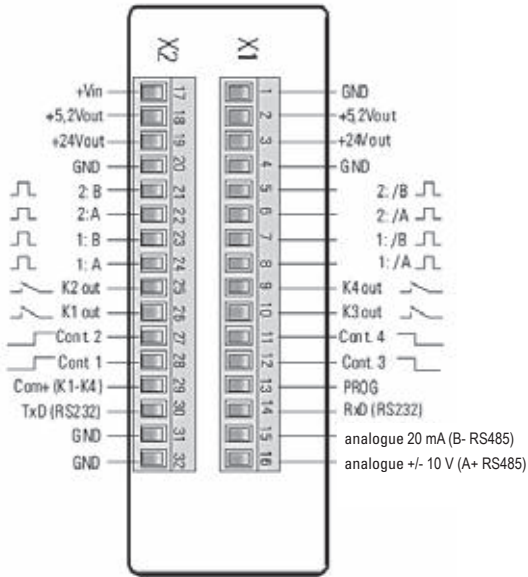 X2 X1
+Vin 17 1 GND
+5,2Vout 18 2 +5,2Vout
+24Vout 19 3 +24Vout
GND 20 4 GND
2: B 21 5 2: /B
2: A 22 6 2: /A
1: B 23 7 1: /B
1: A 24 8 1: /A
K2 out 25 9 K4 out
K1 out 26 10 K3 out
Cont. 2 27 11 Cont. 4
Cont. 1 28 12 Cont. 3
Com+ (K1-K4) 29 13 PROG
TxD (RS232) 30 14 RxD (RS232)
GND 31 15 analogue 20 mA (B- RS485)
GND 32 16 analogue +/- 10 V (A+ RS485)